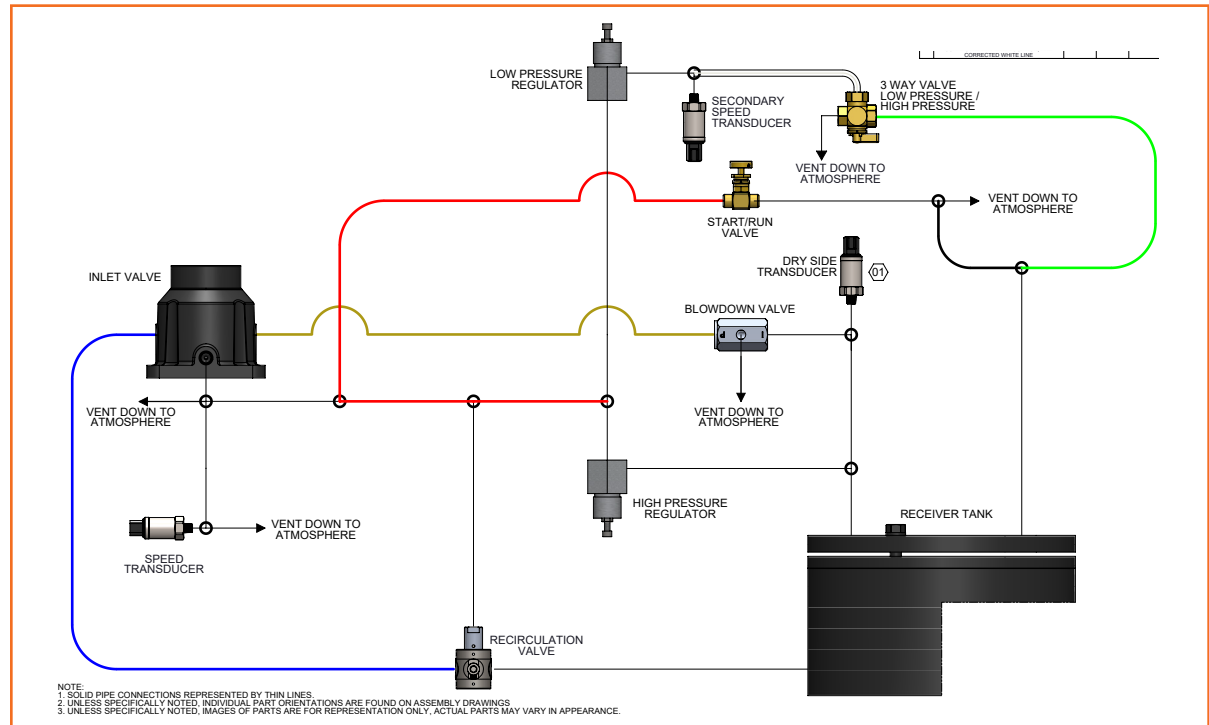 CORRECTED WHITE LINE
LOW PRESSURE
REGULATOR
3 WAY VALVE
LOW PRESSURE /
HIGH PRESSURE
SECONDARY
SPEED
TRANSDUCER
VENT DOWN TO
ATMOSPHERE
VENT DOWN TO
ATMOSPHERE
START/RUN
VALVE
DRY SIDE
TRANSDUCER
01
INLET VALVE
BLOWDOWN VALVE
VENT DOWN TO
ATMOSPHERE
VENT DOWN TO
ATMOSPHERE
HIGH PRESSURE
REGULATOR
RECEIVER TANK
VENT DOWN TO
ATMOSPHERE
SPEED
TRANSDUCER
RECIRCULATION
VALVE
NOTE:
1. SOLID PIPE CONNECTIONS REPRESENTED BY THIN LINES.
2. UNLESS SPECIFICALLY NOTED, INDIVIDUAL PART ORIENTATIONS ARE FOUND ON ASSEMBLY DRAWINGS
3. UNLESS SPECIFICALLY NOTED, IMAGES OF PARTS ARE FOR REPRESENTATION ONLY, ACTUAL PARTS MAY VARY IN APPEARANCE.